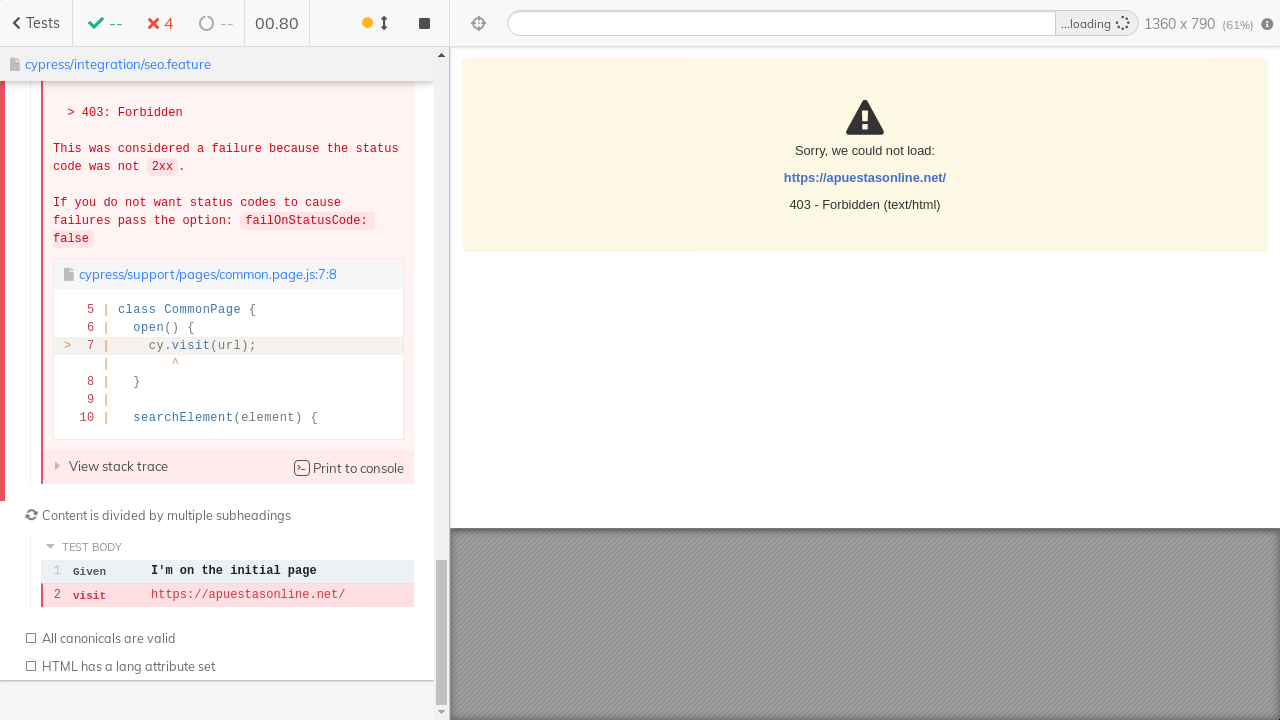 Tests -- 4 -- 00.80 ...loading 1360 x 790 (61%)
cypress/integration/seo.feature
> 403: Forbidden
This was considered a failure because the status
code was not 2xx.
If you do not want status codes to cause
failures pass the option: failOnStatusCode:
false
cypress/support/pages/common.page.js:7:8
5 | class CommonPage {
6 |   open() {
> 7 |     cy.visit(url);
|        ^
8 |   }
9 |
10 |   searchElement(element) {
View stack trace Print to console
Content is divided by multiple subheadings
TEST BODY
1 Given I'm on the initial page
2 visit https://apuestasonline.net/
All canonicals are valid
HTML has a lang attribute set
Sorry, we could not load:
https://apuestasonline.net/
403 - Forbidden (text/html)